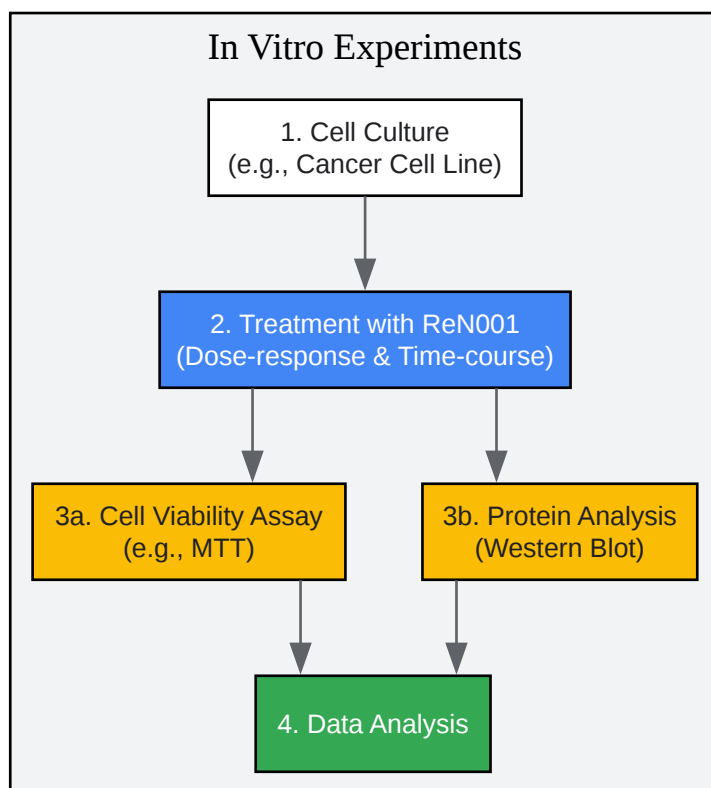 In Vitro Experiments
1. Cell Culture
(e.g., Cancer Cell Line)
2. Treatment with ReN001
(Dose-response & Time-course)
3a. Cell Viability Assay
(e.g., MTT)
3b. Protein Analysis
(Western Blot)
4. Data Analysis